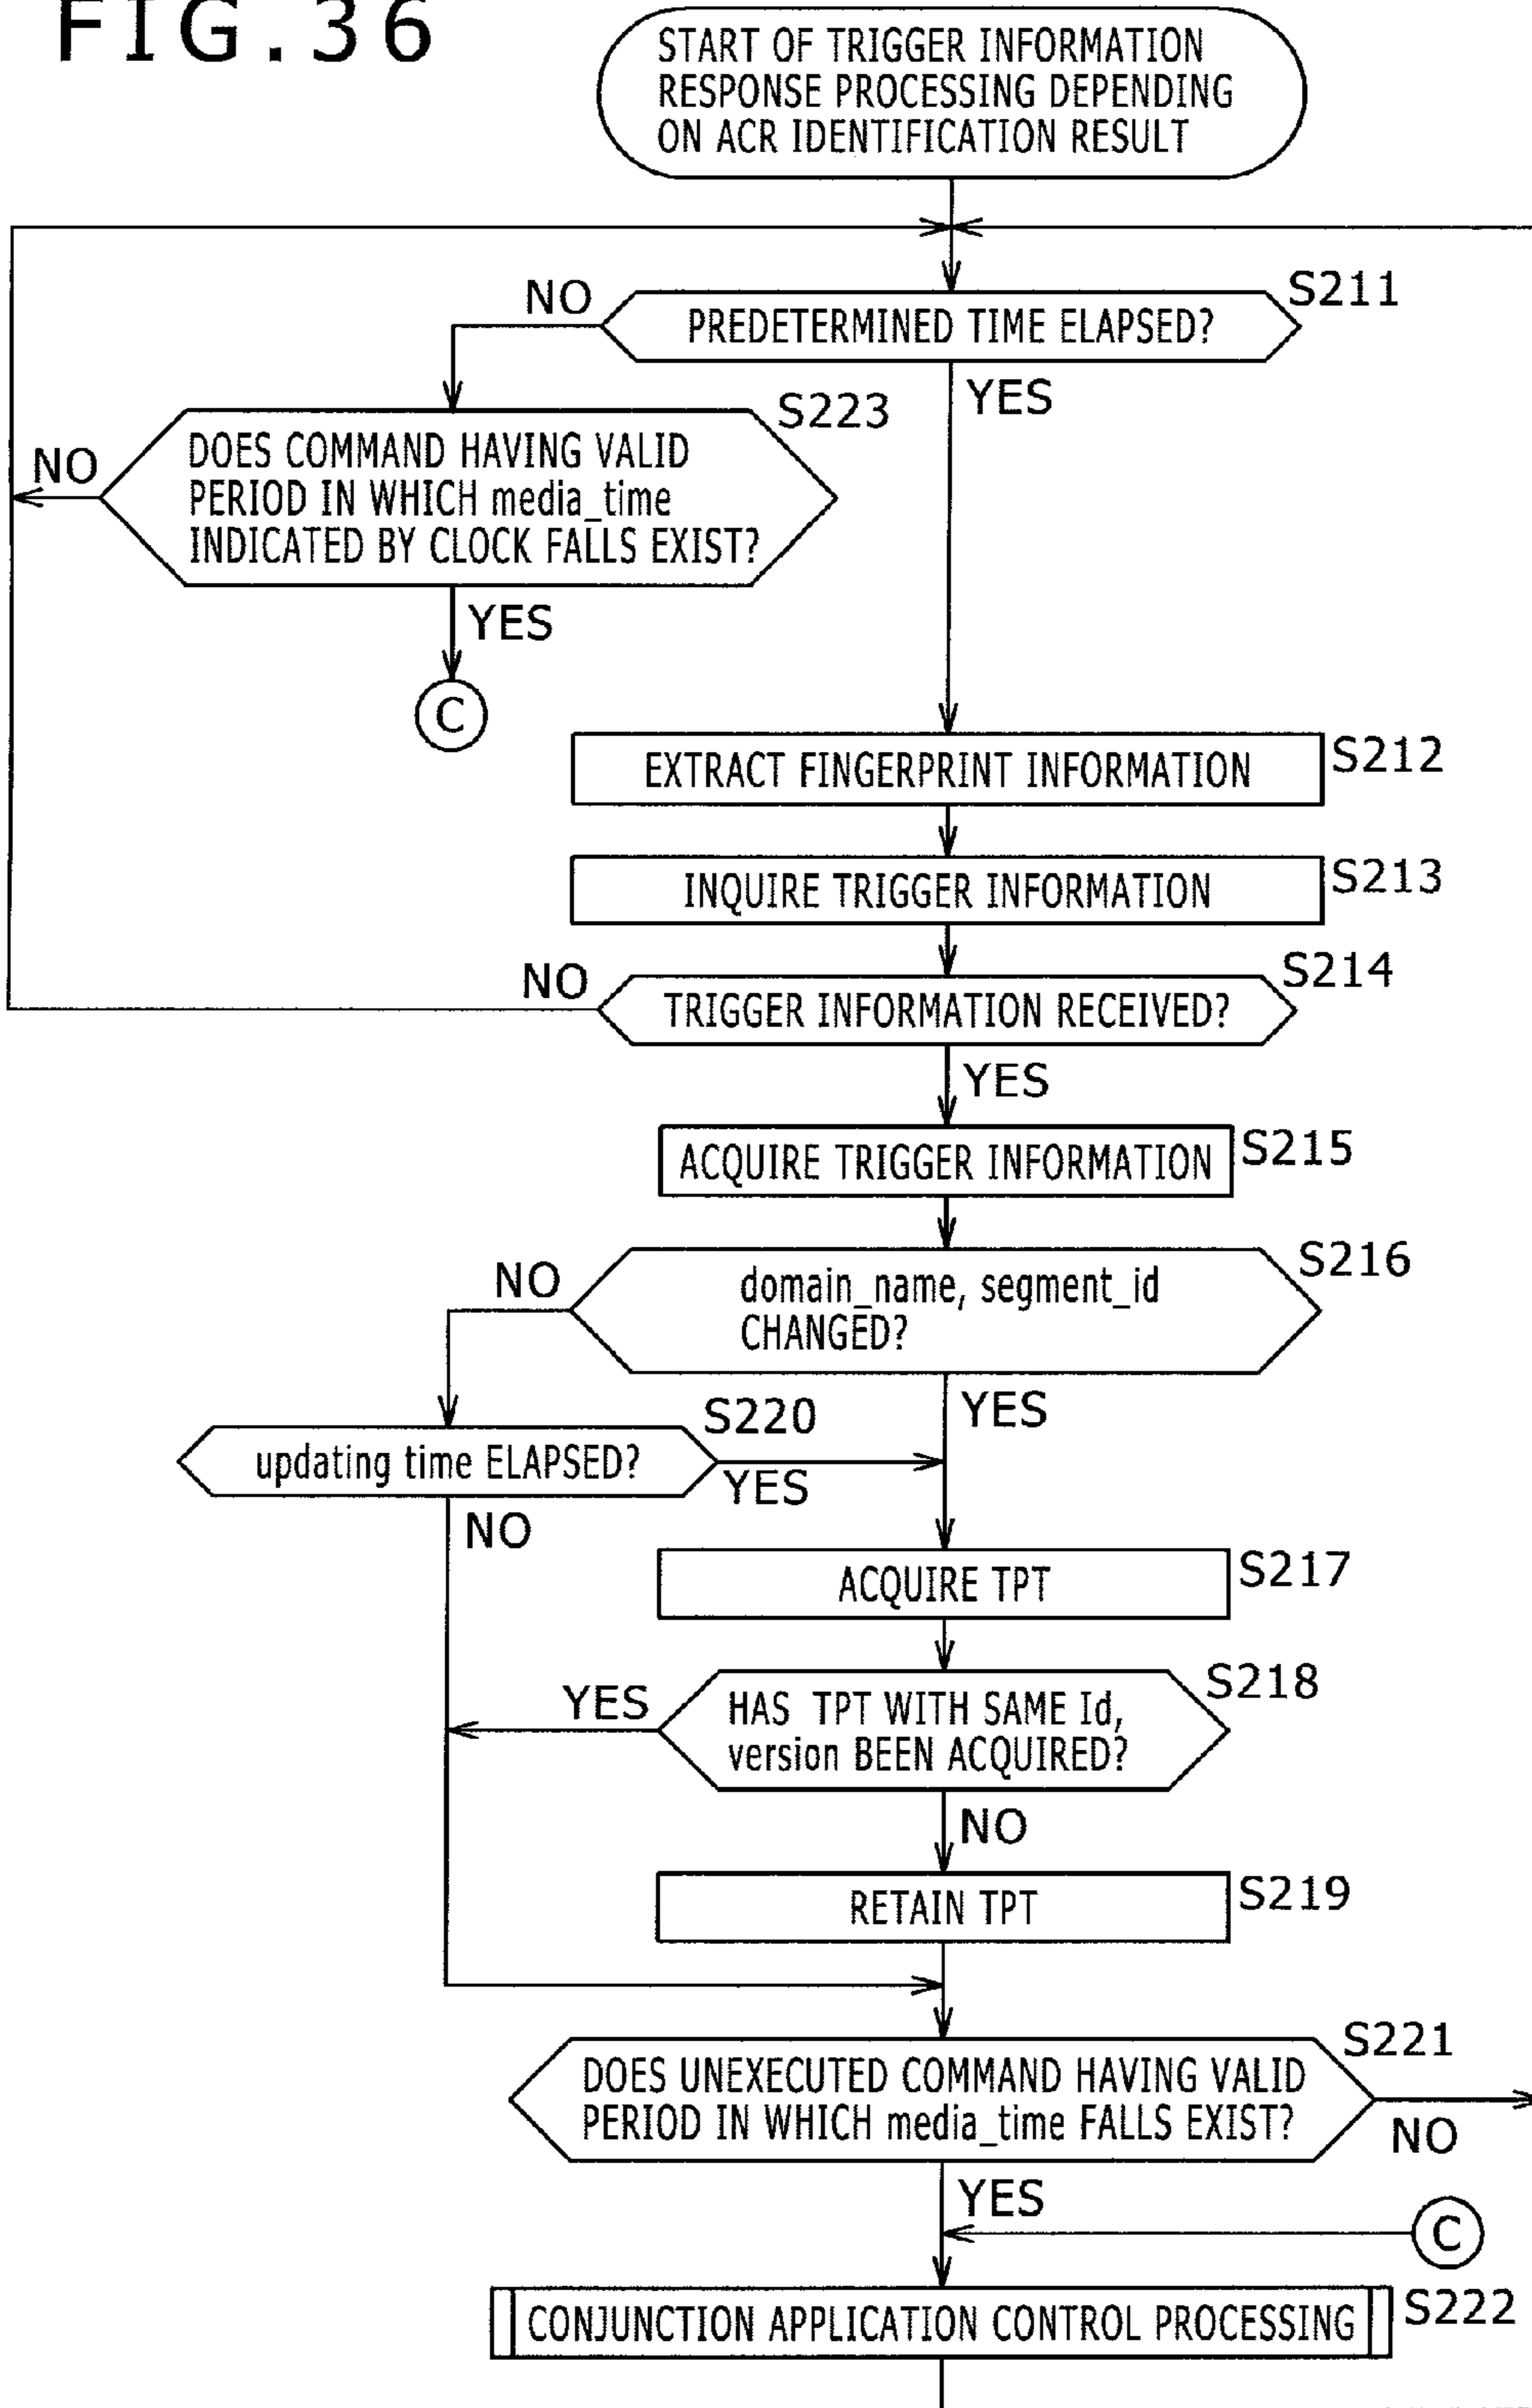 FIG.36
START OF TRIGGER INFORMATION
RESPONSE PROCESSING DEPENDING
ON ACR IDENTIFICATION RESULT
S211
NO
PREDETERMINED TIME ELAPSED?
YES
S223
NO
DOES COMMAND HAVING VALID
PERIOD IN WHICH media_time
INDICATED BY CLOCK FALLS EXIST?
YES
C
EXTRACT FINGERPRINT INFORMATION
S212
INQUIRE TRIGGER INFORMATION
S213
NO
S214
TRIGGER INFORMATION RECEIVED?
YES
ACQUIRE TRIGGER INFORMATION
S215
S216
NO
domain_name, segment_id
CHANGED?
YES
S220
updating time ELAPSED?
YES
NO
ACQUIRE TPT
S217
S218
YES
HAS TPT WITH SAME Id,
version BEEN ACQUIRED?
NO
RETAIN TPT
S219
S221
DOES UNEXECUTED COMMAND HAVING VALID
PERIOD IN WHICH media_time FALLS EXIST?
NO
YES
C
CONJUNCTION APPLICATION CONTROL PROCESSING
S222